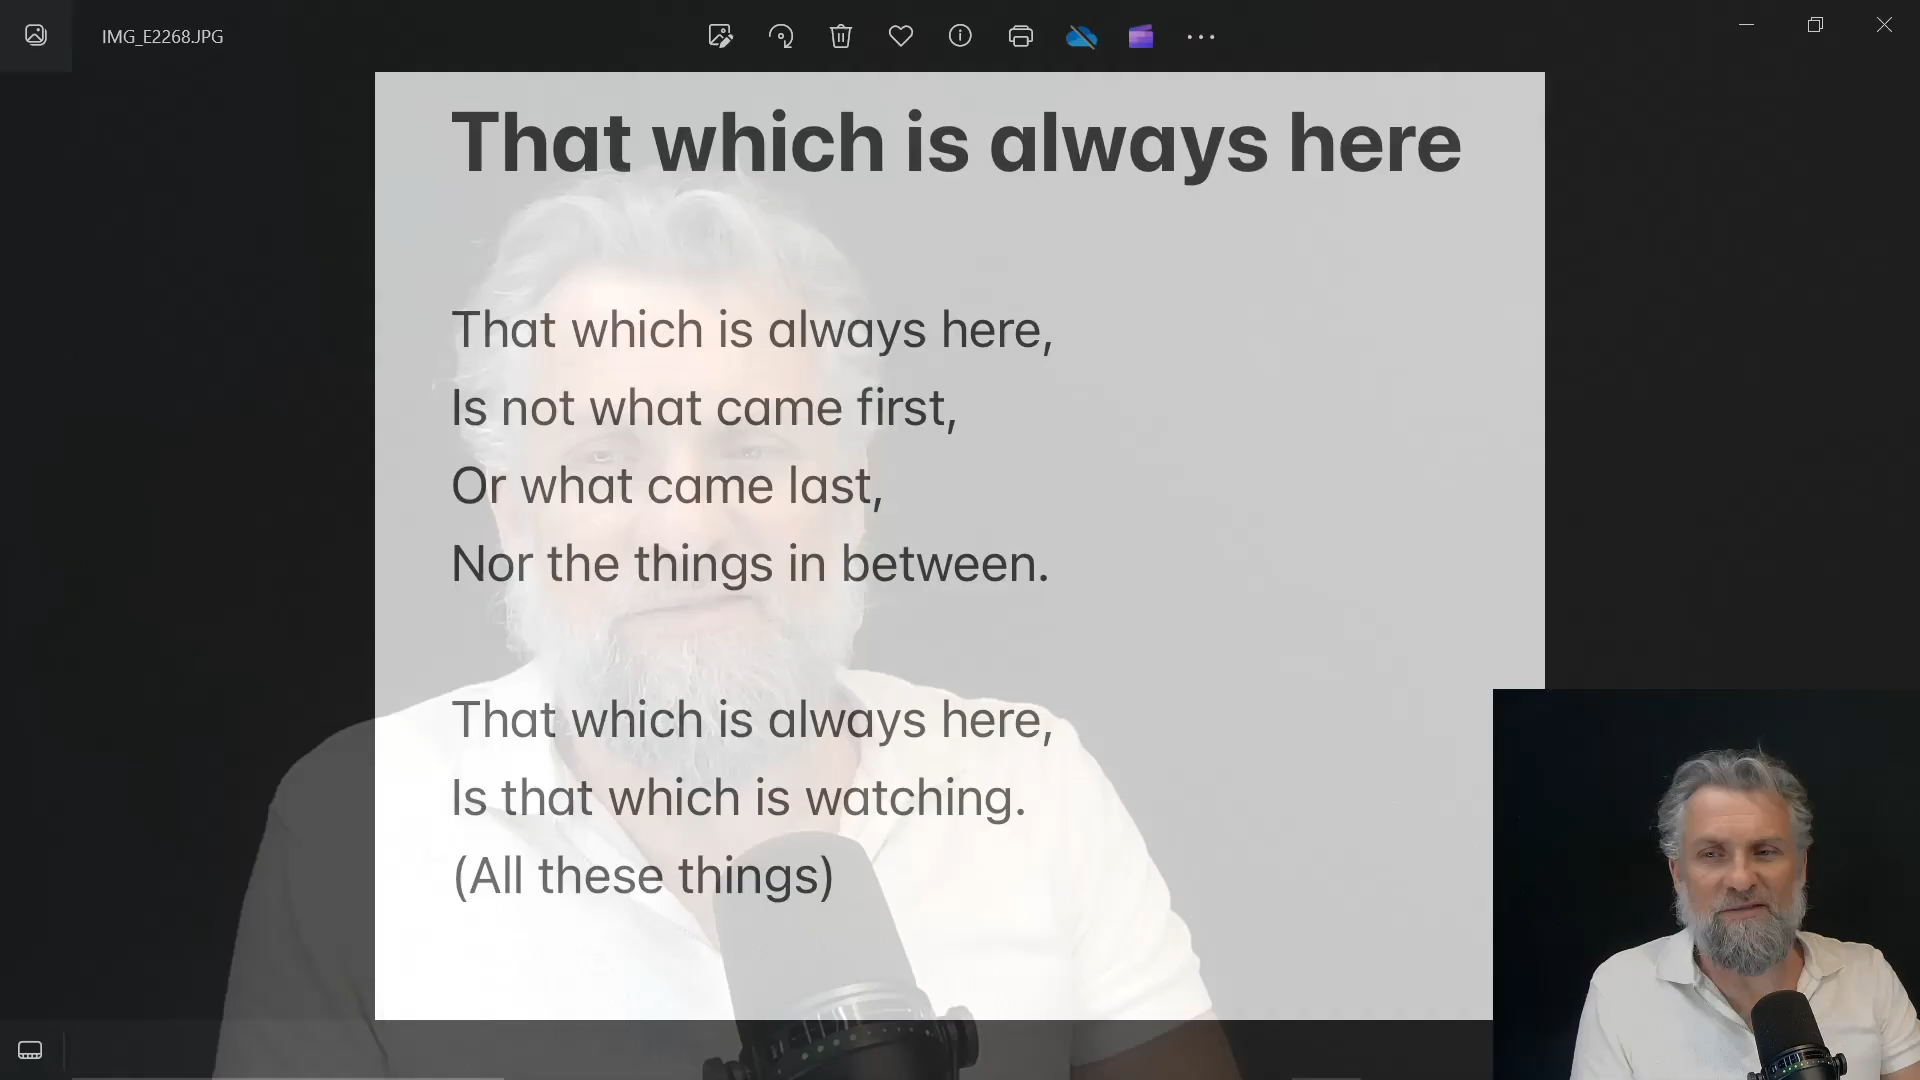 IMG_E2268.JPG
That which is always here
That which is always here,
Is not what came first,
Or what came last,
Nor the things in between.
That which is always here,
Is that which is watching.
(All these things)